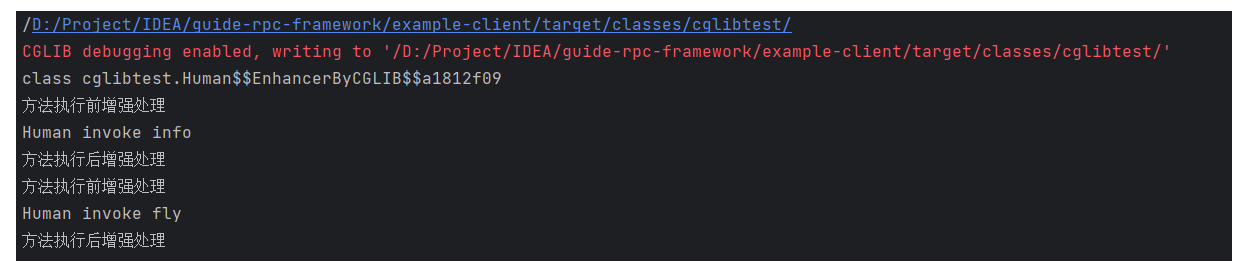 /D:/Project/IDEA/guide-rpc-framework/example-client/target/classes/cglibtest/
CGLIB debugging enabled, writing to '/D:/Project/IDEA/guide-rpc-framework/example-client/target/classes/cglibtest/'
class cglibtest.Human$$EnhancerByCGLIB$$a1812f09
方法执行前增强处理
Human invoke info
方法执行后增强处理
方法执行前增强处理
Human invoke fly
方法执行后增强处理